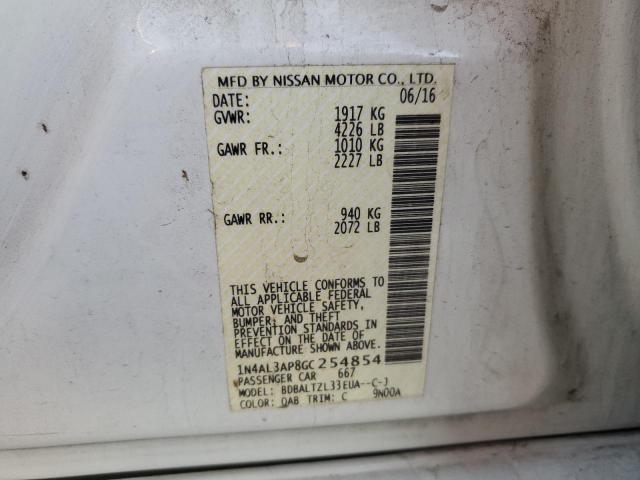 MFD BY NISSAN MOTOR CO., LTD.
DATE: 06/16
GVWR: 1917 KG
4226 LB
GAWR FR.: 1010 KG
2227 LB
GAWR RR.: 940 KG
2072 LB
THIS VEHICLE CONFORMS TO
ALL APPLICABLE FEDERAL
MOTOR VEHICLE SAFETY,
BUMPER, AND THEFT
PREVENTION STANDARDS IN
EFFECT ON THE DATE OF
MANUFACTURE SHOWN ABOVE.
1N4AL3AP8GC254854
PASSENGER CAR 667
MODEL: BDBALTZL33EUA--C-J
COLOR: QAB TRIM: C 9N00A